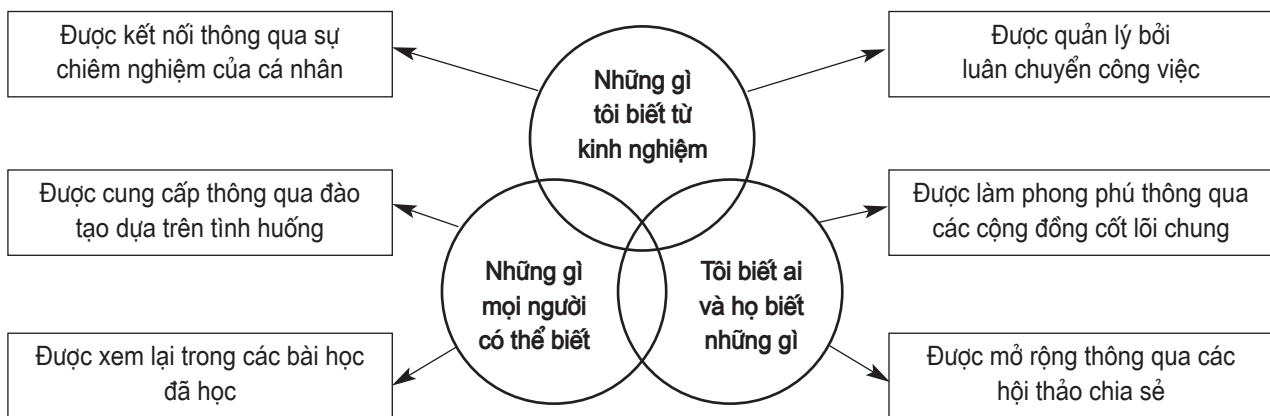 Được kết nối thông qua sự
chiêm nghiệm của cá nhân
Những gì
tôi biết từ
kinh nghiệm
Được quản lý bởi
luân chuyển công việc
Được cung cấp thông qua đào
tạo dựa trên tình huống
Được làm phong phú thông qua
các cộng đồng cốt lõi chung
Những gì
mọi người
có thể biết
Tôi biết ai
và họ biết
những gì
Được xem lại trong các bài học
đã học
Được mở rộng thông qua các
hội thảo chia sẻ